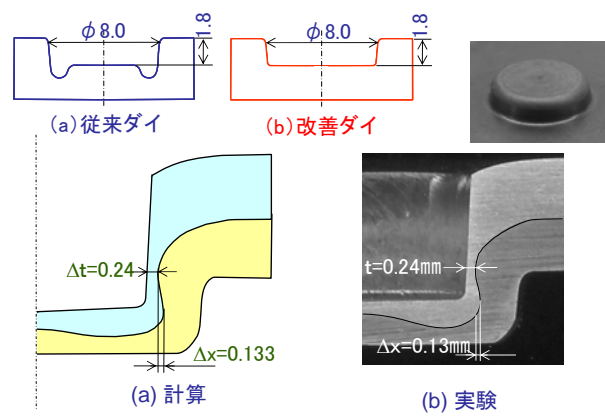 φ8.0
1.8
φ8.0
1.8
(a)従来ダイ
(b)改善ダイ
Δt=0.24
t=0.24mm
Δx=0.133
Δx=0.13mm
(a) 計算
(b) 実験